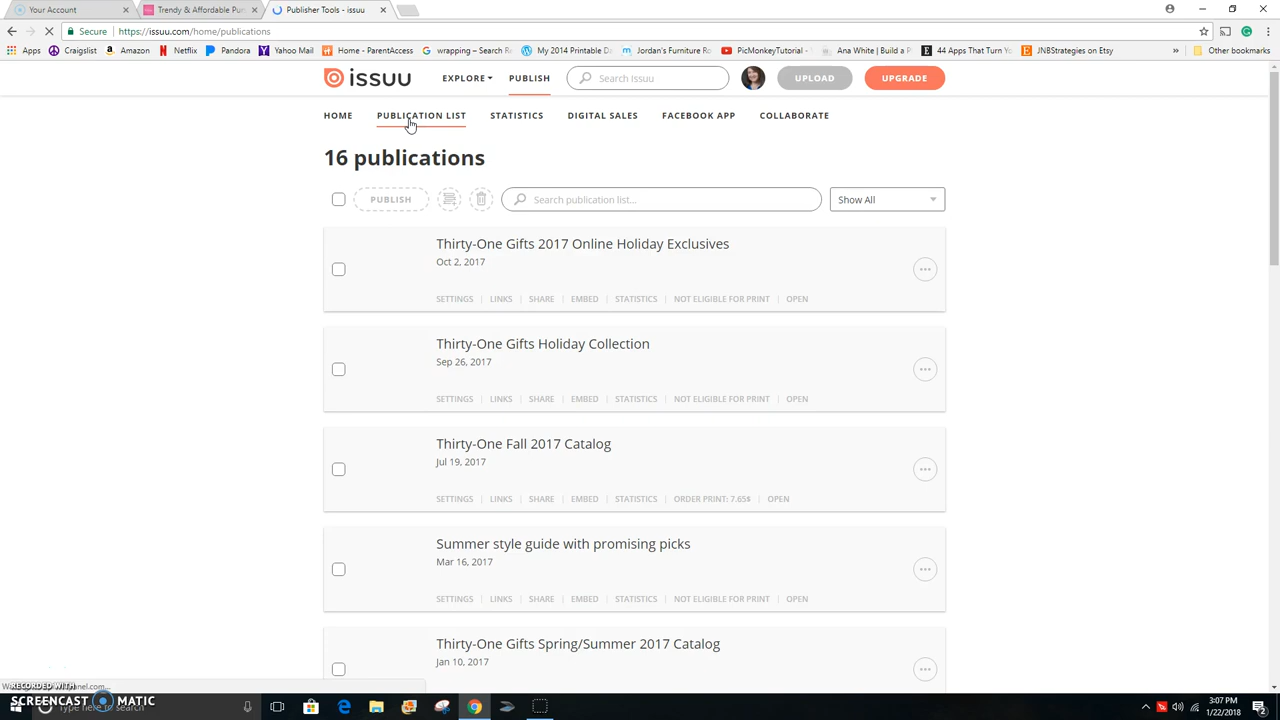 Your Account
Trendy & Affordable Pur
Publisher Tools - issuu
Secure
https://issuu.com/home/publications
Apps
Craigslist
Amazon
Netflix
Pandora
Yahoo Mail
Home - ParentAccess
wrapping – Search R
My 2014 Printable D
Jordan's Furniture R
PicMonkeyTutorial -
Ana White | Build a P
44 Apps That Turn Y
JNBStrategies on Etsy
»
Other bookmarks
issuu
EXPLORE
PUBLISH
Search Issuu
UPLOAD
UPGRADE
HOME
PUBLICATION LIST
STATISTICS
DIGITAL SALES
FACEBOOK APP
COLLABORATE
16 publications
PUBLISH
Search publication list...
Show All
Thirty-One Gifts 2017 Online Holiday Exclusives
Oct 2, 2017
SETTINGS | LINKS | SHARE | EMBED | STATISTICS | NOT ELIGIBLE FOR PRINT | OPEN
Thirty-One Gifts Holiday Collection
Sep 26, 2017
SETTINGS | LINKS | SHARE | EMBED | STATISTICS | NOT ELIGIBLE FOR PRINT | OPEN
Thirty-One Fall 2017 Catalog
Jul 19, 2017
SETTINGS | LINKS | SHARE | EMBED | STATISTICS | ORDER PRINT: 7.65$ | OPEN
Summer style guide with promising picks
Mar 16, 2017
SETTINGS | LINKS | SHARE | EMBED | STATISTICS | NOT ELIGIBLE FOR PRINT | OPEN
Thirty-One Gifts Spring/Summer 2017 Catalog
Jan 10, 2017
RECORDED WITH
SCREENCAST MATIC
3:07 PM
1/22/2018